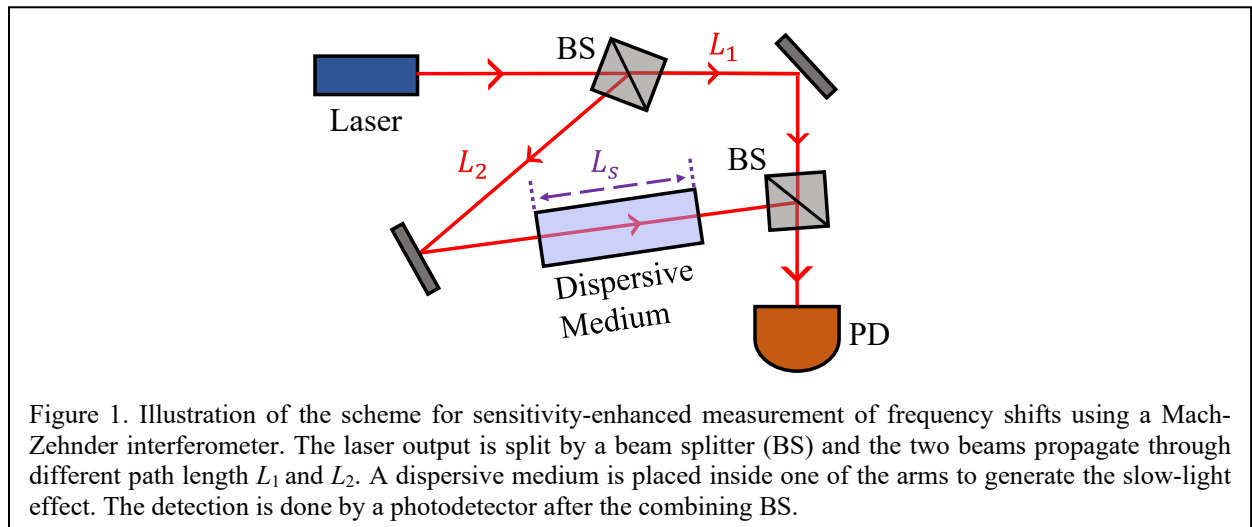 BS
L₁
Laser
L₂
Lₛ
BS
Dispersive
Medium
PD
Figure 1. Illustration of the scheme for sensitivity-enhanced measurement of frequency shifts using a Mach-
Zehnder interferometer. The laser output is split by a beam splitter (BS) and the two beams propagate through
different path length L₁ and L₂. A dispersive medium is placed inside one of the arms to generate the slow-light
effect. The detection is done by a photodetector after the combining BS.